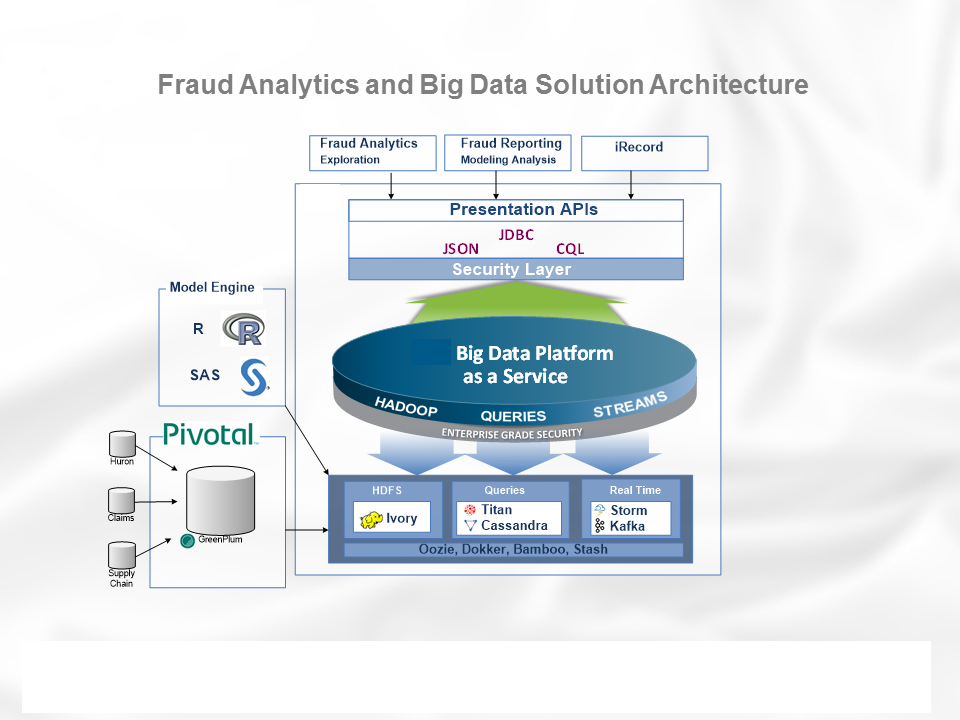 Fraud Analytics and Big Data Solution Architecture
Fraud Analytics
Exploration
Fraud Reporting
Modeling Analysis
iRecord
Presentation APIs
JDBC
JSON
CQL
Security Layer
Model Engine
R
R
SAS
Big Data Platform
as a Service
HADOOP
QUERIES
STREAMS
ENTERPRISE GRADE SECURITY
Pivotal
Huron
Claims
Supply
Chain
GreenPlum
HDFS
Ivory
Queries
Titan
Cassandra
Real Time
Storm
Kafka
Oozie, Dokker, Bamboo, Stash